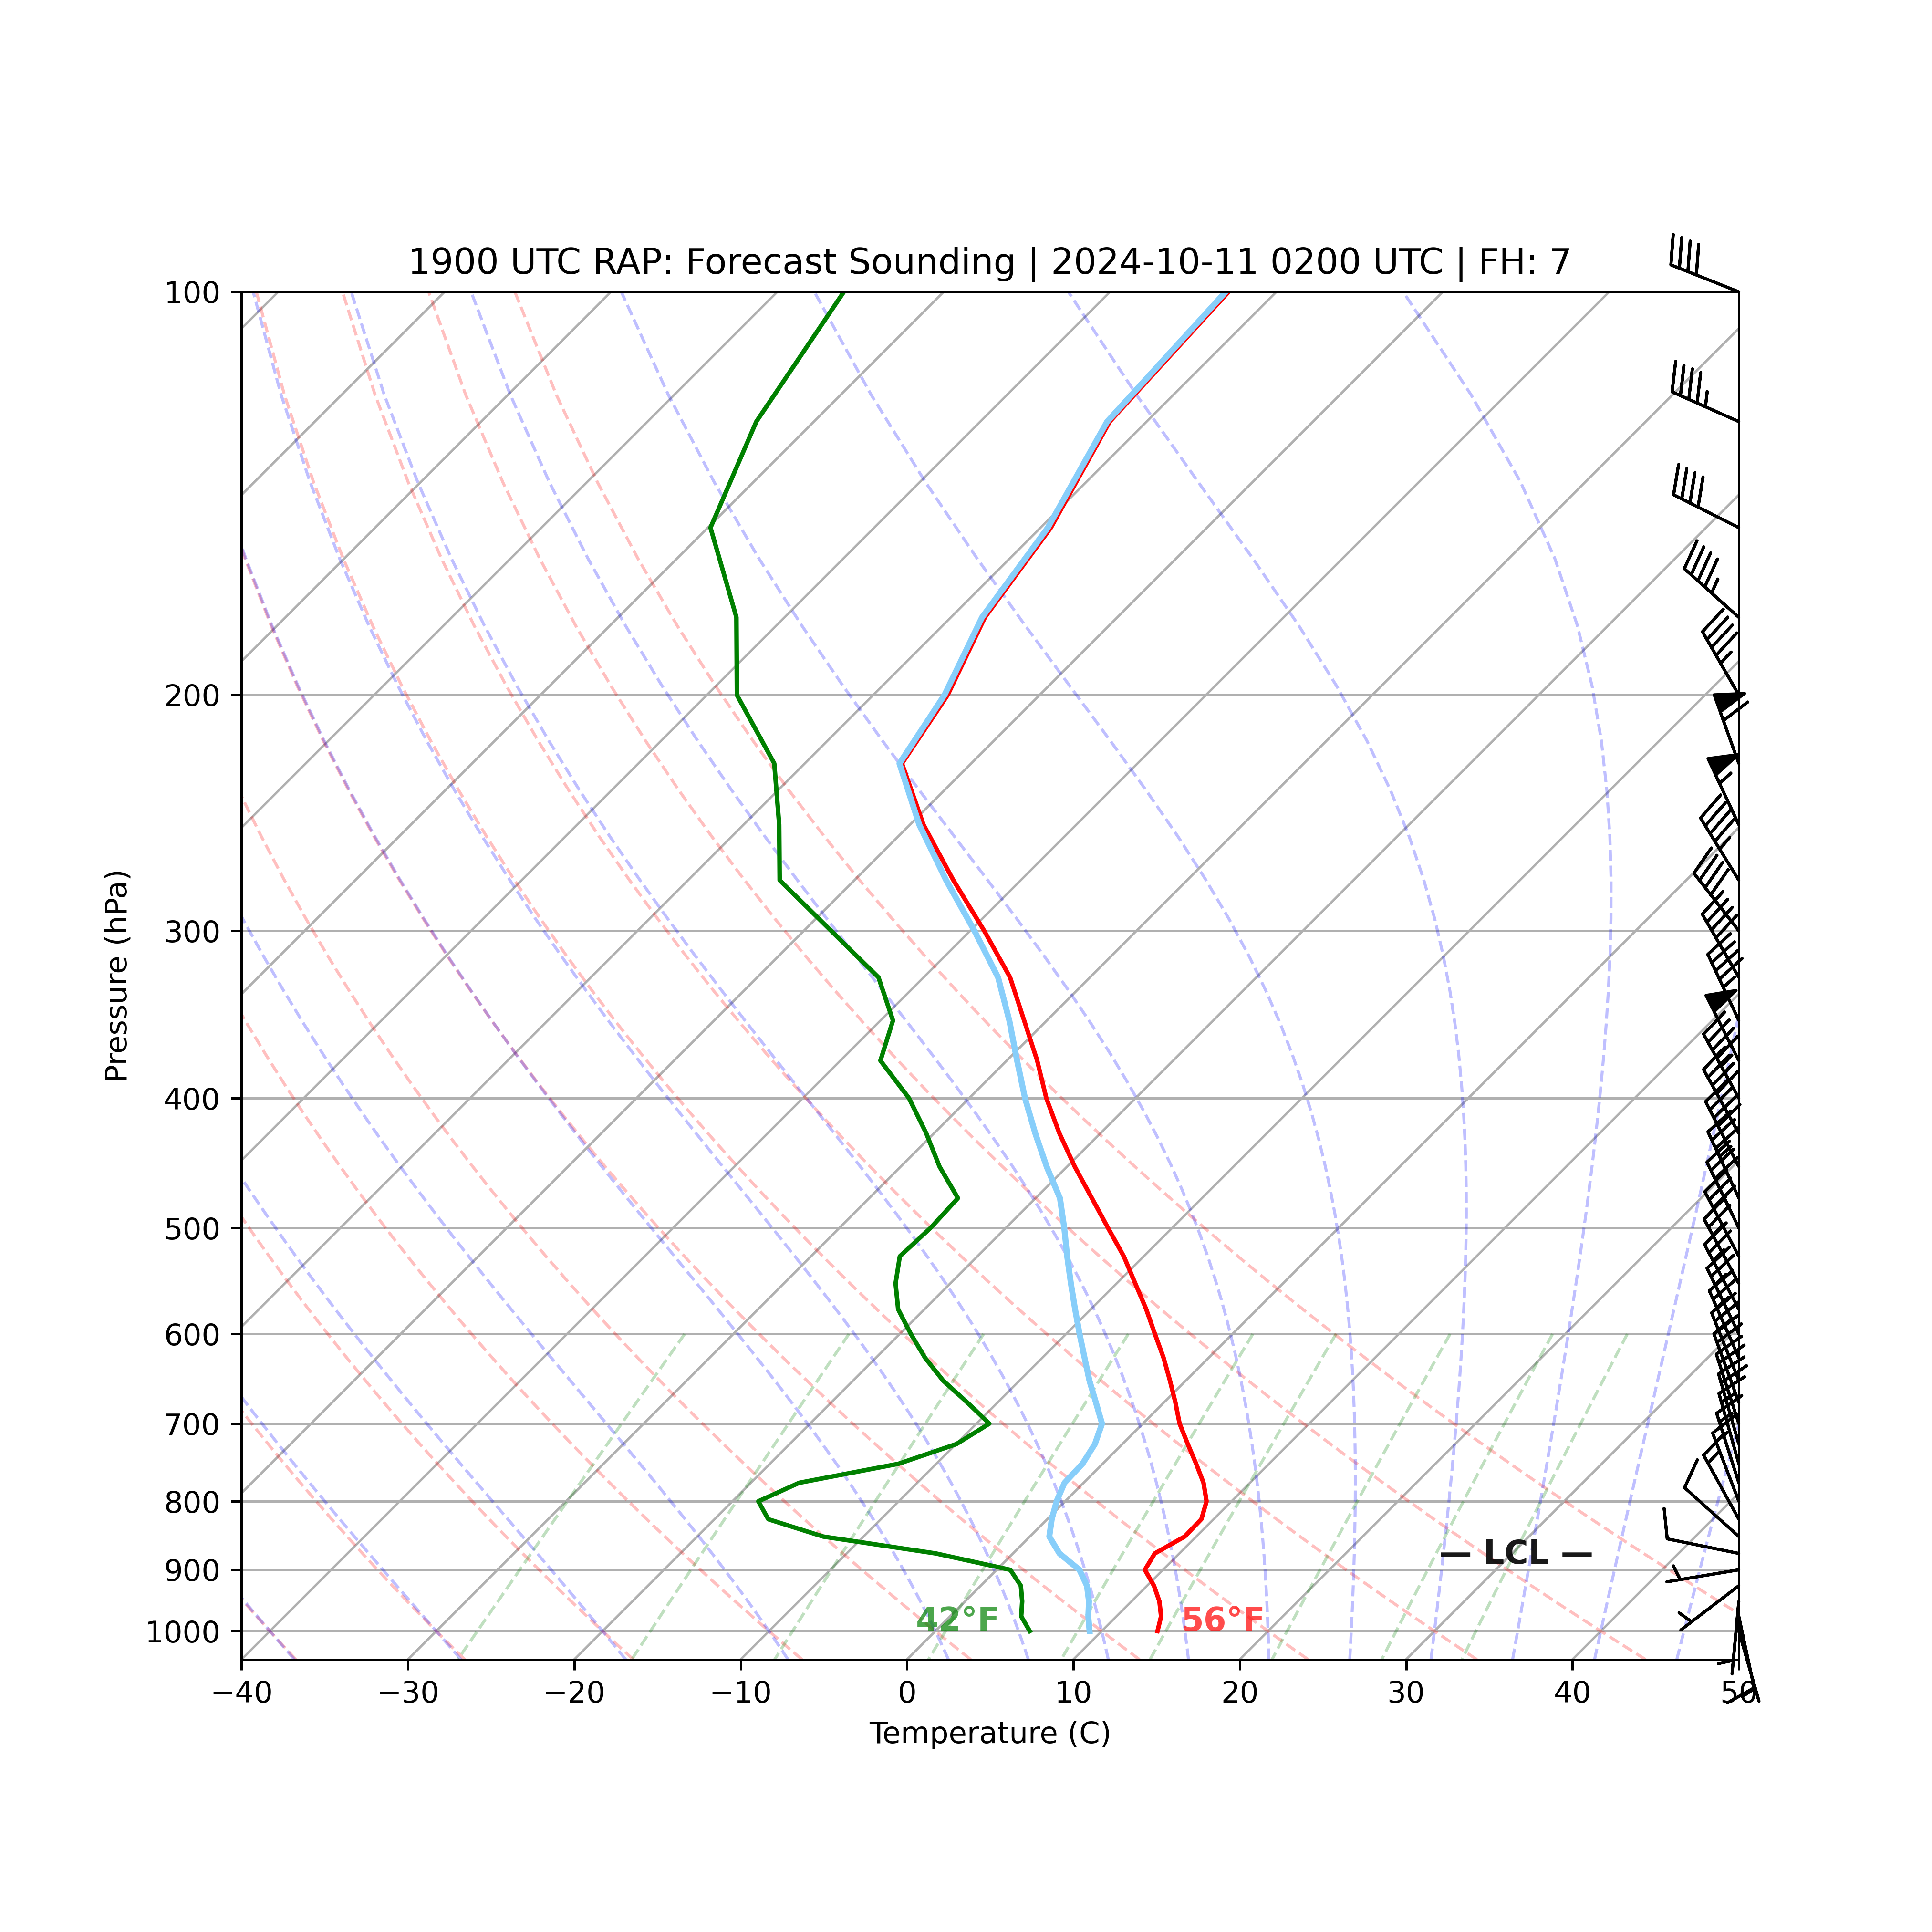 1900 UTC RAP: Forecast Sounding | 2024-10-11 0200 UTC | FH: 7
100
200
300
400
500
600
700
800
900
1000
Pressure (hPa)
— LCL —
42°F
56°F
−40 −30 −20 −10 0 10 20 30 40 50
Temperature (C)